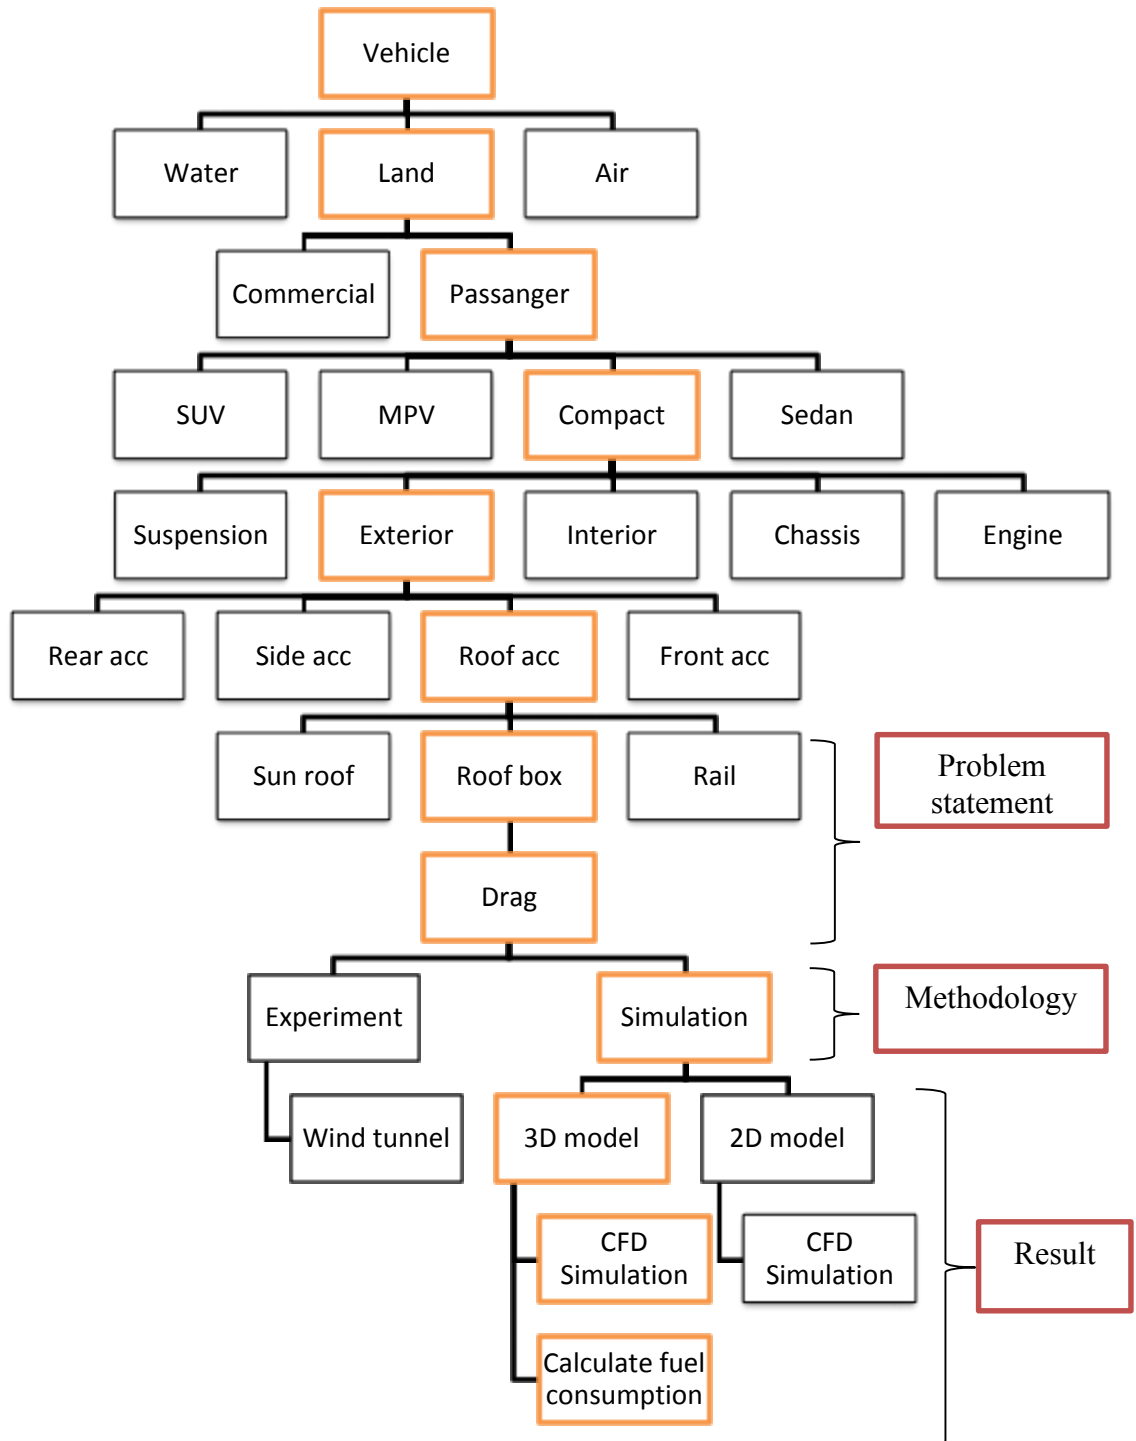 Vehicle
Water
Land
Air
Commercial
Passanger
SUV
MPV
Compact
Sedan
Suspension
Exterior
Interior
Chassis
Engine
Rear acc
Side acc
Roof acc
Front acc
Sun roof
Roof box
Rail
Problem
statement
Drag
Experiment
Simulation
Methodology
Wind tunnel
3D model
2D model
CFD
Simulation
CFD
Simulation
Result
Calculate fuel
consumption